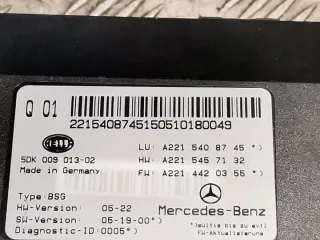 Q 01
2215408745150510180049
HELLA
5DK 009 013-02
Made in Germany
LU: A221 540 87 45 *)
HW: A221 545 71 32
FW: A221 442 03 55 *)
Type: BSG
HW-Version: 05-22
SW-Version: 05-19-00*)
Diagnostic-ID: 0005*)
Mercedes-Benz
*)gültig bis zu evtl
FW-Aktualisierung